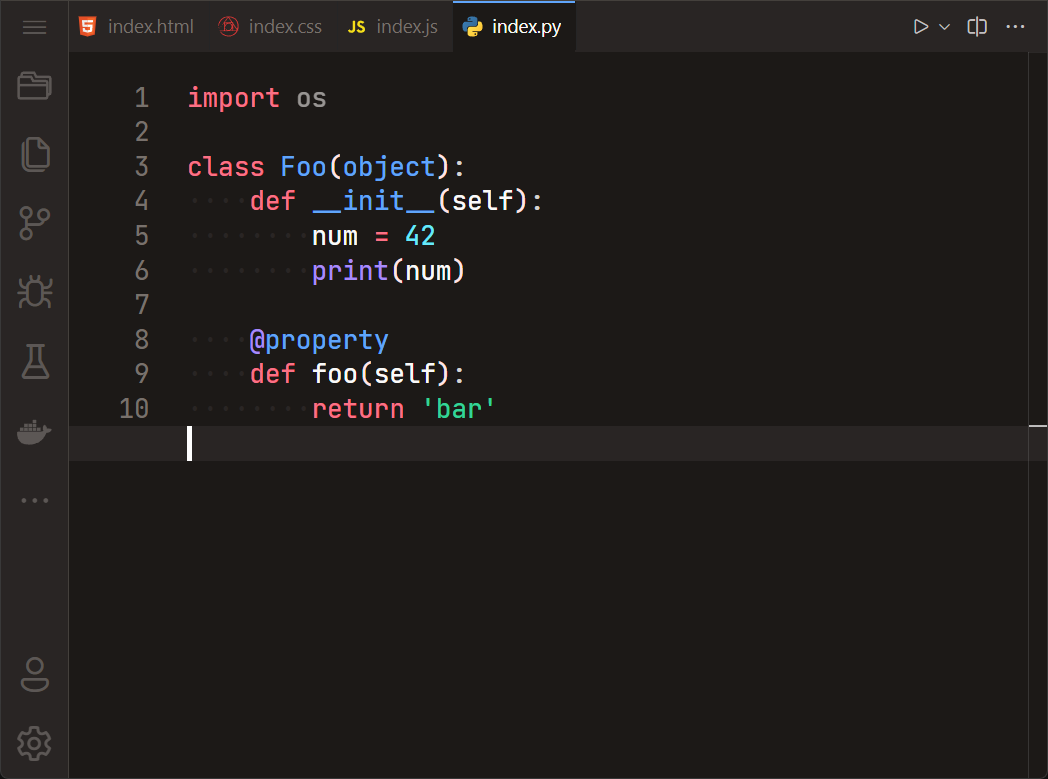 index.html index.css JS index.js index.py
1 import os
2
3 class Foo(object):
4     def __init__(self):
5         num = 42
6         print(num)
7
8     @property
9     def foo(self):
10         return 'bar'